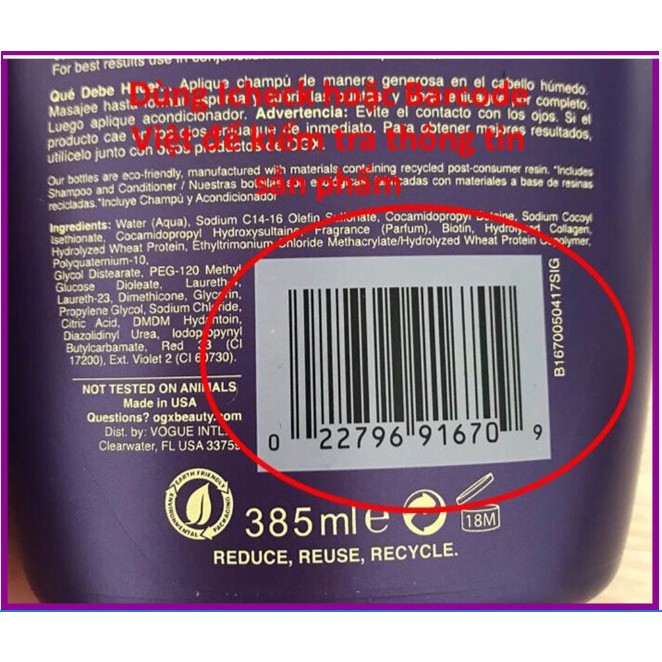 For best results use in
Qué Debe Hacer: Aplique champú de manera generosa en el cabello húmedo.
Masajee hasta completo.
Luego aplique acondicionador. Advertencia: Evite el contacto con los ojos. Si el
producto cae de inmediato. Para obtener mejores resultados,
utilícelo junto con
Dùng Icheck hoặc Barcode
Việt để kiểm tra thông tin
sản phẩm
Our bottles are eco-friendly, manufactured with materials containing recycled post-consumer resin. *Includes
Shampoo and Conditioner / Nuestras con materiales a base de resinas
recicladas.*Incluye Champú y Acondicionador
Ingredients: Water (Aqua), Sodium C14-16 Olefin Sulfonate, Cocamidopropyl Betaine, Sodium Cocoyl
Isethionate, Cocamidopropyl Hydroxysultaine, Fragrance (Parfum), Biotin, Hydrolyzed Collagen,
Hydrolyzed Wheat Protein, Ethyltrimonium Chloride Methacrylate/Hydrolyzed Wheat Protein Copolymer,
Polyquaternium-10,
Glycol Distearate, PEG-120 Methyl
Glucose Dioleate, Laureth-4,
Laureth-23, Dimethicone, Glycerin,
Propylene Glycol, Sodium Chloride,
Citric Acid, DMDM Hydantoin,
Diazolidinyl Urea, Iodopropynyl
Butylcarbamate, Red 33 (CI
17200), Ext. Violet 2 (CI 60730).
NOT TESTED ON ANIMALS
Made in USA
Questions? ogxbeauty.com
Dist. by: VOGUE INTL.
Clearwater, FL USA 33759
0 22796 91670 9
B1670050417SIG
EARTH FRIENDLY
ENVIRONMENTAL PACKAGING
385ml e
18M
REDUCE, REUSE, RECYCLE.